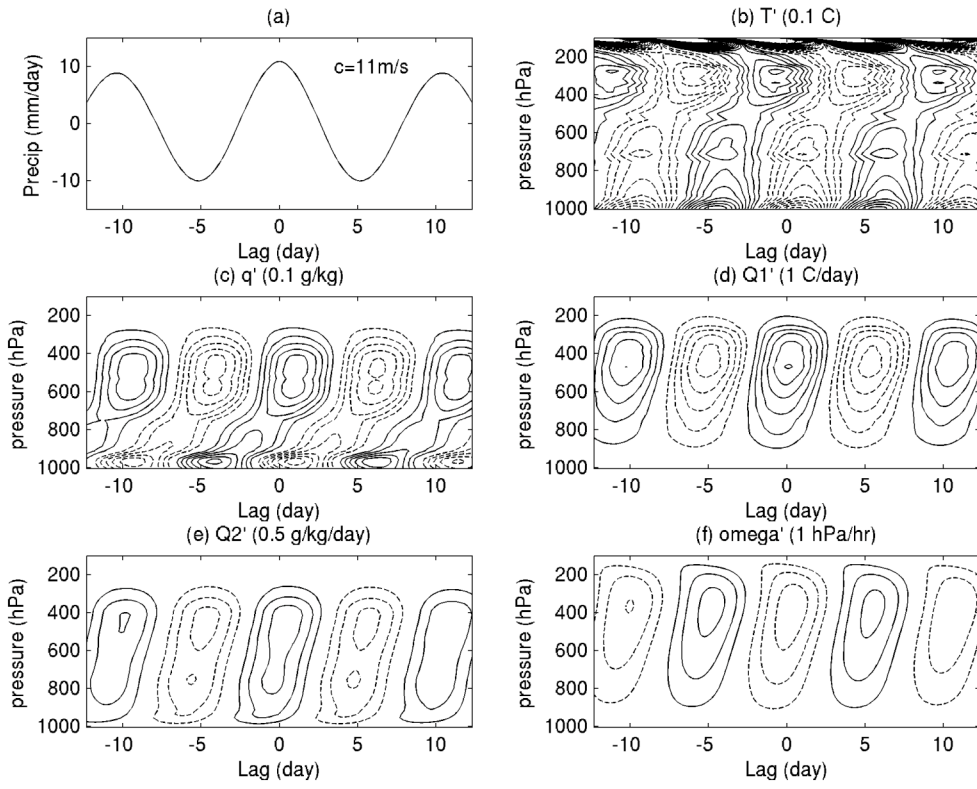 (a)
Precip (mm/day)
10
0
-10
c=11m/s
-10 -5 0 5 10
Lag (day)
(b) T' (0.1 C)
pressure (hPa)
200
400
600
800
1000
-10 -5 0 5 10
Lag (day)
(c) q' (0.1 g/kg)
pressure (hPa)
200
400
600
800
1000
-10 -5 0 5 10
Lag (day)
(d) Q1' (1 C/day)
pressure (hPa)
200
400
600
800
1000
-10 -5 0 5 10
Lag (day)
(e) Q2' (0.5 g/kg/day)
pressure (hPa)
200
400
600
800
1000
-10 -5 0 5 10
Lag (day)
(f) omega' (1 hPa/hr)
pressure (hPa)
200
400
600
800
1000
-10 -5 0 5 10
Lag (day)